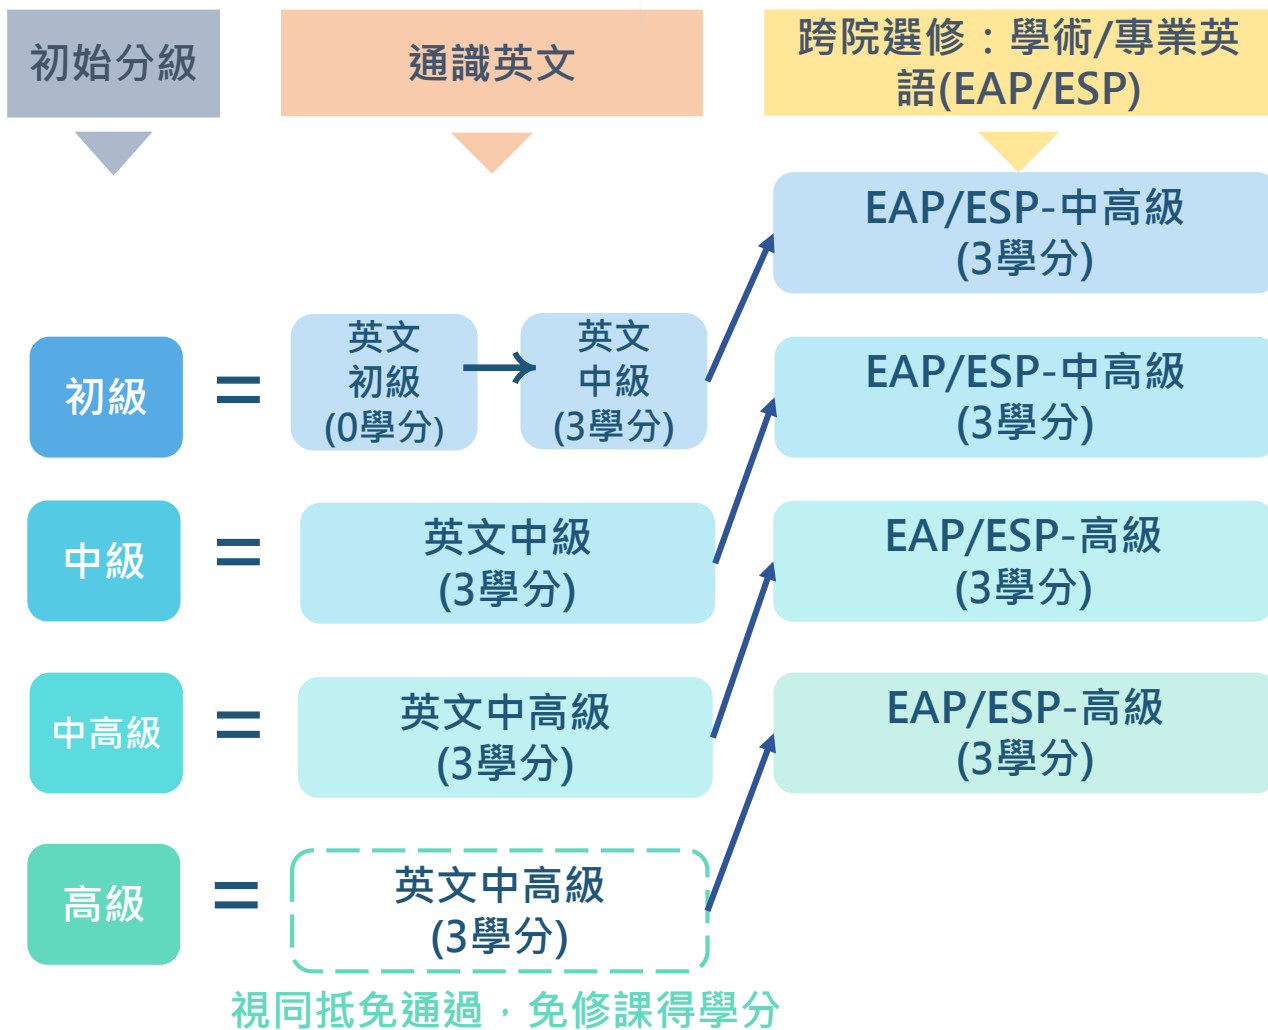 初始分級
通識英文
跨院選修：學術/專業英
語(EAP/ESP)
EAP/ESP-中高級
(3學分)
初級
=
英文
初級
(0學分)
英文
中級
(3學分)
EAP/ESP-中高級
(3學分)
中級
=
英文中級
(3學分)
EAP/ESP-高級
(3學分)
中高級
=
英文中高級
(3學分)
EAP/ESP-高級
(3學分)
高級
=
英文中高級
(3學分)
視同抵免通過，免修課得學分